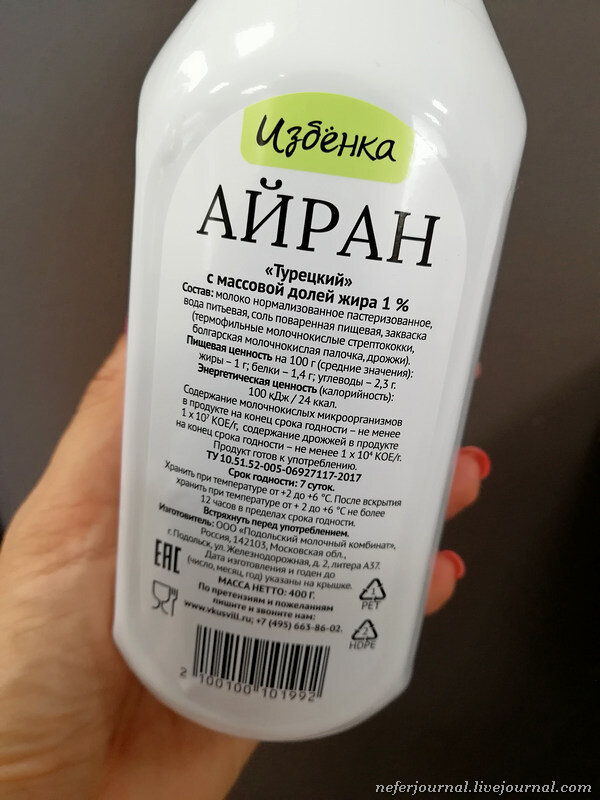 Избёнка
АЙРАН
«Турецкий»
с массовой долей жира 1 %
Состав: молоко нормализованное пастеризованное,
вода питьевая, соль поваренная пищевая, закваска
(термофильные молочнокислые стрептококки,
болгарская молочнокислая палочка, дрожжи).
Пищевая ценность на 100 г (средние значения):
жиры – 1 г; белки – 1,4 г; углеводы – 2,3 г.
Энергетическая ценность (калорийность):
100 кДж / 24 ккал.
Содержание молочнокислых микроорганизмов
в продукте на конец срока годности – не менее
1 х 10⁷ КОЕ/г, содержание дрожжей в продукте
на конец срока годности – не менее 1 х 10⁴ КОЕ/г.
Продукт готов к употреблению.
ТУ 10.51.52-005-06927117-2017
Срок годности: 7 суток.
Хранить при температуре от +2 до +6 °С. После вскрытия
хранить при температуре от + 2 до +6 °С не более
12 часов в пределах срока годности.
Встряхнуть перед употреблением.
Изготовитель: ООО «Подольский молочный комбинат»,
Россия, 142103, Московская обл.,
г. Подольск, ул. Железнодорожная, д. 2, литера А37.
Дата изготовления и годен до
(число, месяц, год) указаны на крышке.
МАССА НЕТТО: 400 Г.
По претензиям и пожеланиям
пишите и звоните нам:
www.vkusvill.ru; +7 (495) 663-86-02.
EAC
1
PET
2
HDPE
2 100100 101992
neferjournal.livejournal.com